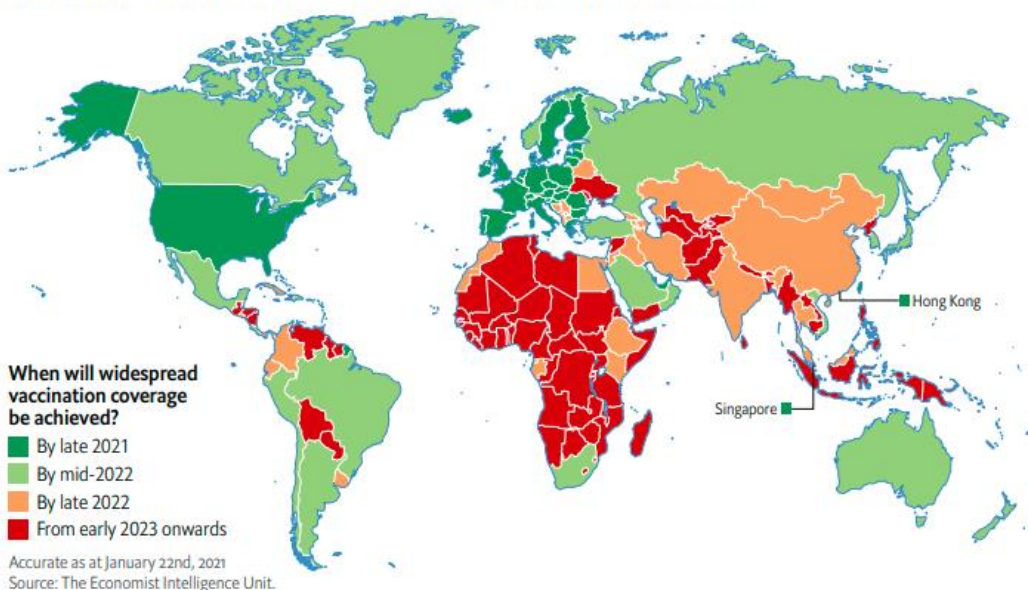 Hong Kong
Singapore
When will widespread
vaccination coverage
be achieved?
By late 2021
By mid-2022
By late 2022
From early 2023 onwards
Accurate as at January 22nd, 2021
Source: The Economist Intelligence Unit.